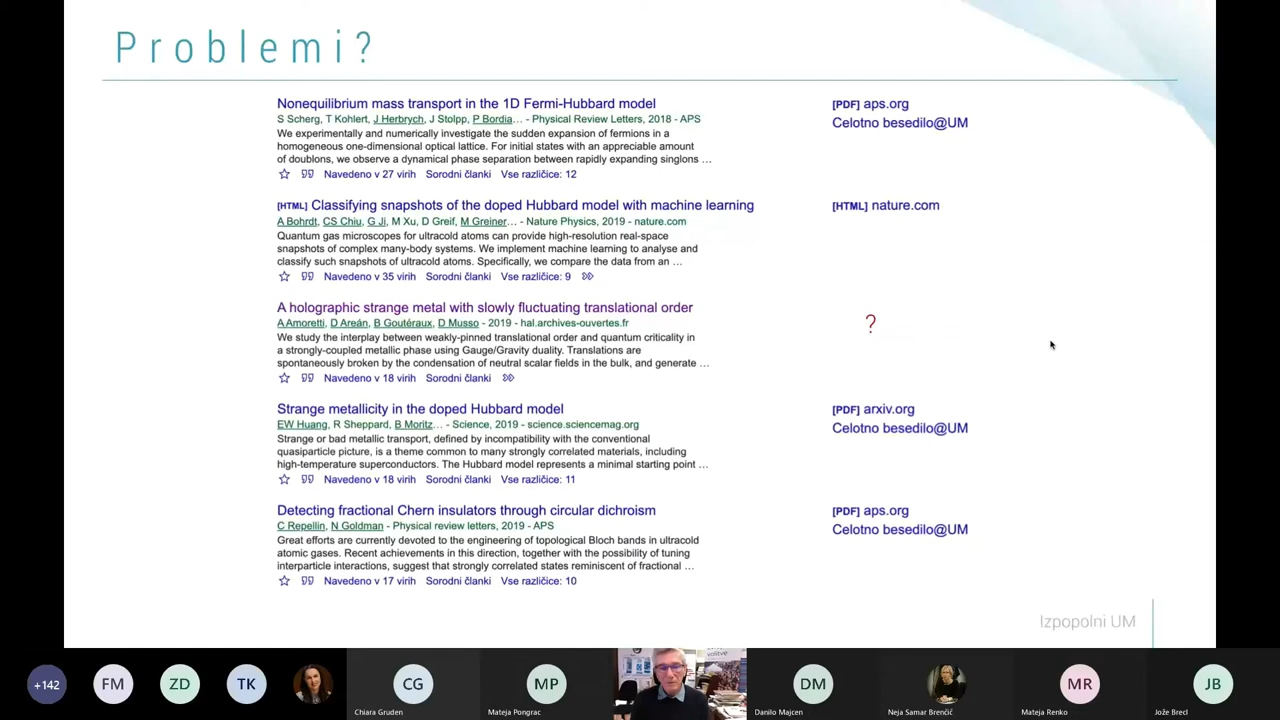 Problemi?
Nonequilibrium mass transport in the 1D Fermi-Hubbard model
[PDF] aps.org
S Scherg, T Kohlert, J Herbrych, J Stolpp, P Bordia… - Physical Review Letters, 2018 - APS
Celotno besedilo@UM
We experimentally and numerically investigate the sudden expansion of fermions in a
homogeneous one-dimensional optical lattice. For initial states with an appreciable amount
of doublons, we observe a dynamical phase separation between rapidly expanding singlons …
Navedeno v 27 virih Sorodni članki Vse različice: 12
[HTML] Classifying snapshots of the doped Hubbard model with machine learning
[HTML] nature.com
A Bohrdt, CS Chiu, G Ji, M Xu, D Greif, M Greiner… - Nature Physics, 2019 - nature.com
Quantum gas microscopes for ultracold atoms can provide high-resolution real-space
snapshots of complex many-body systems. We implement machine learning to analyse and
classify such snapshots of ultracold atoms. Specifically, we compare the data from an …
Navedeno v 35 virih Sorodni članki Vse različice: 9
A holographic strange metal with slowly fluctuating translational order
A Amoretti, D Areán, B Goutéraux, D Musso - 2019 - hal.archives-ouvertes.fr
?
We study the interplay between weakly-pinned translational order and quantum criticality in
a strongly-coupled metallic phase using Gauge/Gravity duality. Translations are
spontaneously broken by the condensation of neutral scalar fields in the bulk, and generate …
Navedeno v 18 virih Sorodni članki
Strange metallicity in the doped Hubbard model
[PDF] arxiv.org
EW Huang, R Sheppard, B Moritz… - Science, 2019 - science.sciencemag.org
Celotno besedilo@UM
Strange or bad metallic transport, defined by incompatibility with the conventional
quasiparticle picture, is a theme common to many strongly correlated materials, including
high-temperature superconductors. The Hubbard model represents a minimal starting point …
Navedeno v 18 virih Sorodni članki Vse različice: 11
Detecting fractional Chern insulators through circular dichroism
[PDF] aps.org
C Repellin, N Goldman - Physical review letters, 2019 - APS
Celotno besedilo@UM
Great efforts are currently devoted to the engineering of topological Bloch bands in ultracold
atomic gases. Recent achievements in this direction, together with the possibility of tuning
interparticle interactions, suggest that strongly correlated states reminiscent of fractional …
Navedeno v 17 virih Sorodni članki Vse različice: 10
Izpopolni UM
+142 FM ZD TK CG MP DM MR JB
volitve
Chiara Gruden Mateja Pongrac Danilo Majcen Neja Samar Brenčič Mateja Renko Jože Brecl